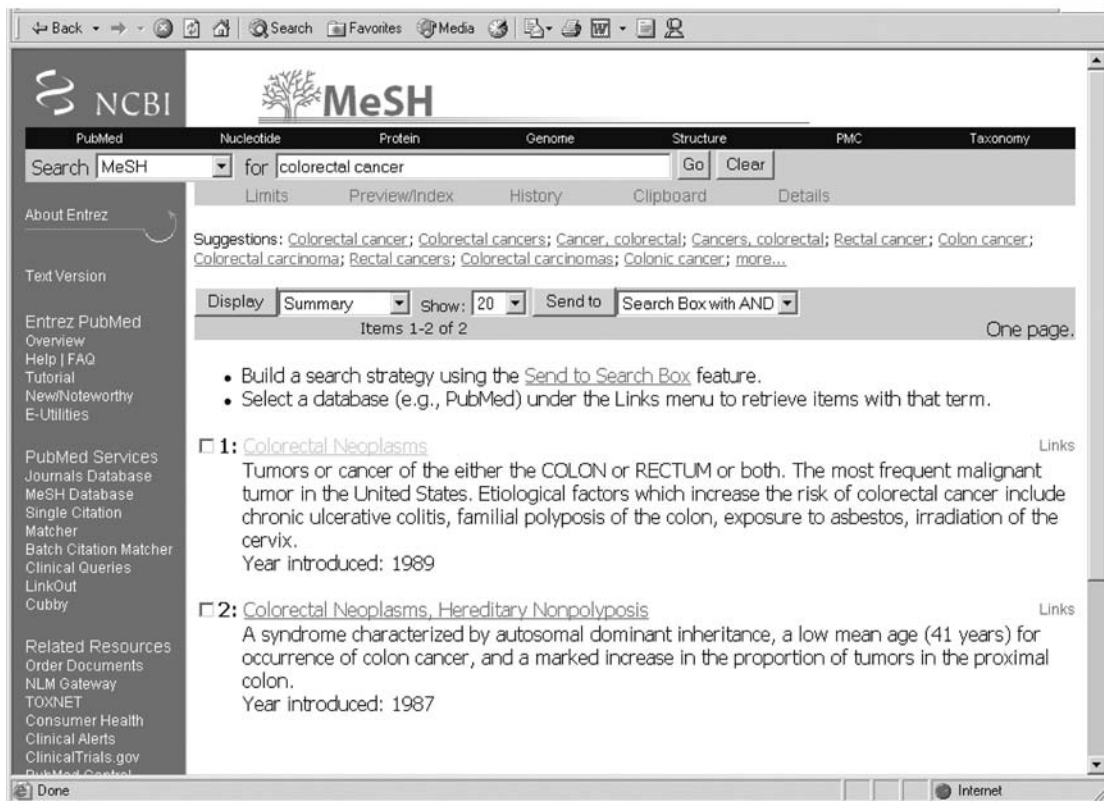 Back Search Favorites Media
NCBI
MeSH
PubMed Nucleotide Protein Genome Structure PMC Taxonomy
Search MeSH for colorectal cancer Go Clear
Limits Preview/Index History Clipboard Details
About Entrez
Text Version
Entrez PubMed
Overview
Help | FAQ
Tutorial
New/Noteworthy
E-Utilities
PubMed Services
Journals Database
MeSH Database
Single Citation
Matcher
Batch Citation Matcher
Clinical Queries
LinkOut
Cubby
Related Resources
Order Documents
NLM Gateway
TOXNET
Consumer Health
Clinical Alerts
ClinicalTrials.gov
Suggestions: Colorectal cancer; Colorectal cancers; Cancer, colorectal; Cancers, colorectal; Rectal cancer; Colon cancer;
Colorectal carcinoma; Rectal cancers; Colorectal carcinomas; Colonic cancer; more...
Display Summary Show: 20 Send to Search Box with AND
Items 1-2 of 2 One page.
• Build a search strategy using the Send to Search Box feature.
• Select a database (e.g., PubMed) under the Links menu to retrieve items with that term.
1: Colorectal Neoplasms Links
Tumors or cancer of the either the COLON or RECTUM or both. The most frequent malignant
tumor in the United States. Etiological factors which increase the risk of colorectal cancer include
chronic ulcerative colitis, familial polyposis of the colon, exposure to asbestos, irradiation of the
cervix.
Year introduced: 1989
2: Colorectal Neoplasms, Hereditary Nonpolyposis Links
A syndrome characterized by autosomal dominant inheritance, a low mean age (41 years) for
occurrence of colon cancer, and a marked increase in the proportion of tumors in the proximal
colon.
Year introduced: 1987
Done Internet